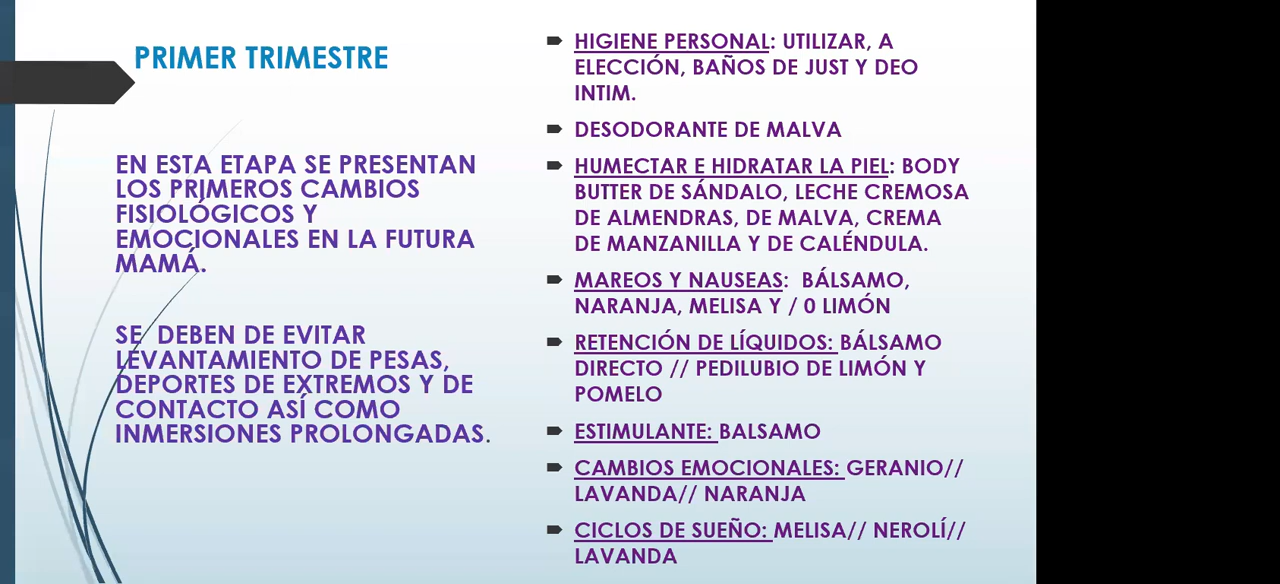 PRIMER TRIMESTRE
EN ESTA ETAPA SE PRESENTAN
LOS PRIMEROS CAMBIOS
FISIOLÓGICOS Y
EMOCIONALES EN LA FUTURA
MAMÁ.
SE DEBEN DE EVITAR
LEVANTAMIENTO DE PESAS,
DEPORTES DE EXTREMOS Y DE
CONTACTO ASÍ COMO
INMERSIONES PROLONGADAS.
HIGIENE PERSONAL: UTILIZAR, A
ELECCIÓN, BAÑOS DE JUST Y DEO
INTIM.
DESODORANTE DE MALVA
HUMECTAR E HIDRATAR LA PIEL: BODY
BUTTER DE SÁNDALO, LECHE CREMOSA
DE ALMENDRAS, DE MALVA, CREMA
DE MANZANILLA Y DE CALÉNDULA.
MAREOS Y NAUSEAS: BÁLSAMO,
NARANJA, MELISA Y / 0 LIMÓN
RETENCIÓN DE LÍQUIDOS: BÁLSAMO
DIRECTO // PEDILUBIO DE LIMÓN Y
POMELO
ESTIMULANTE: BALSAMO
CAMBIOS EMOCIONALES: GERANIO//
LAVANDA// NARANJA
CICLOS DE SUEÑO: MELISA// NEROLÍ//
LAVANDA